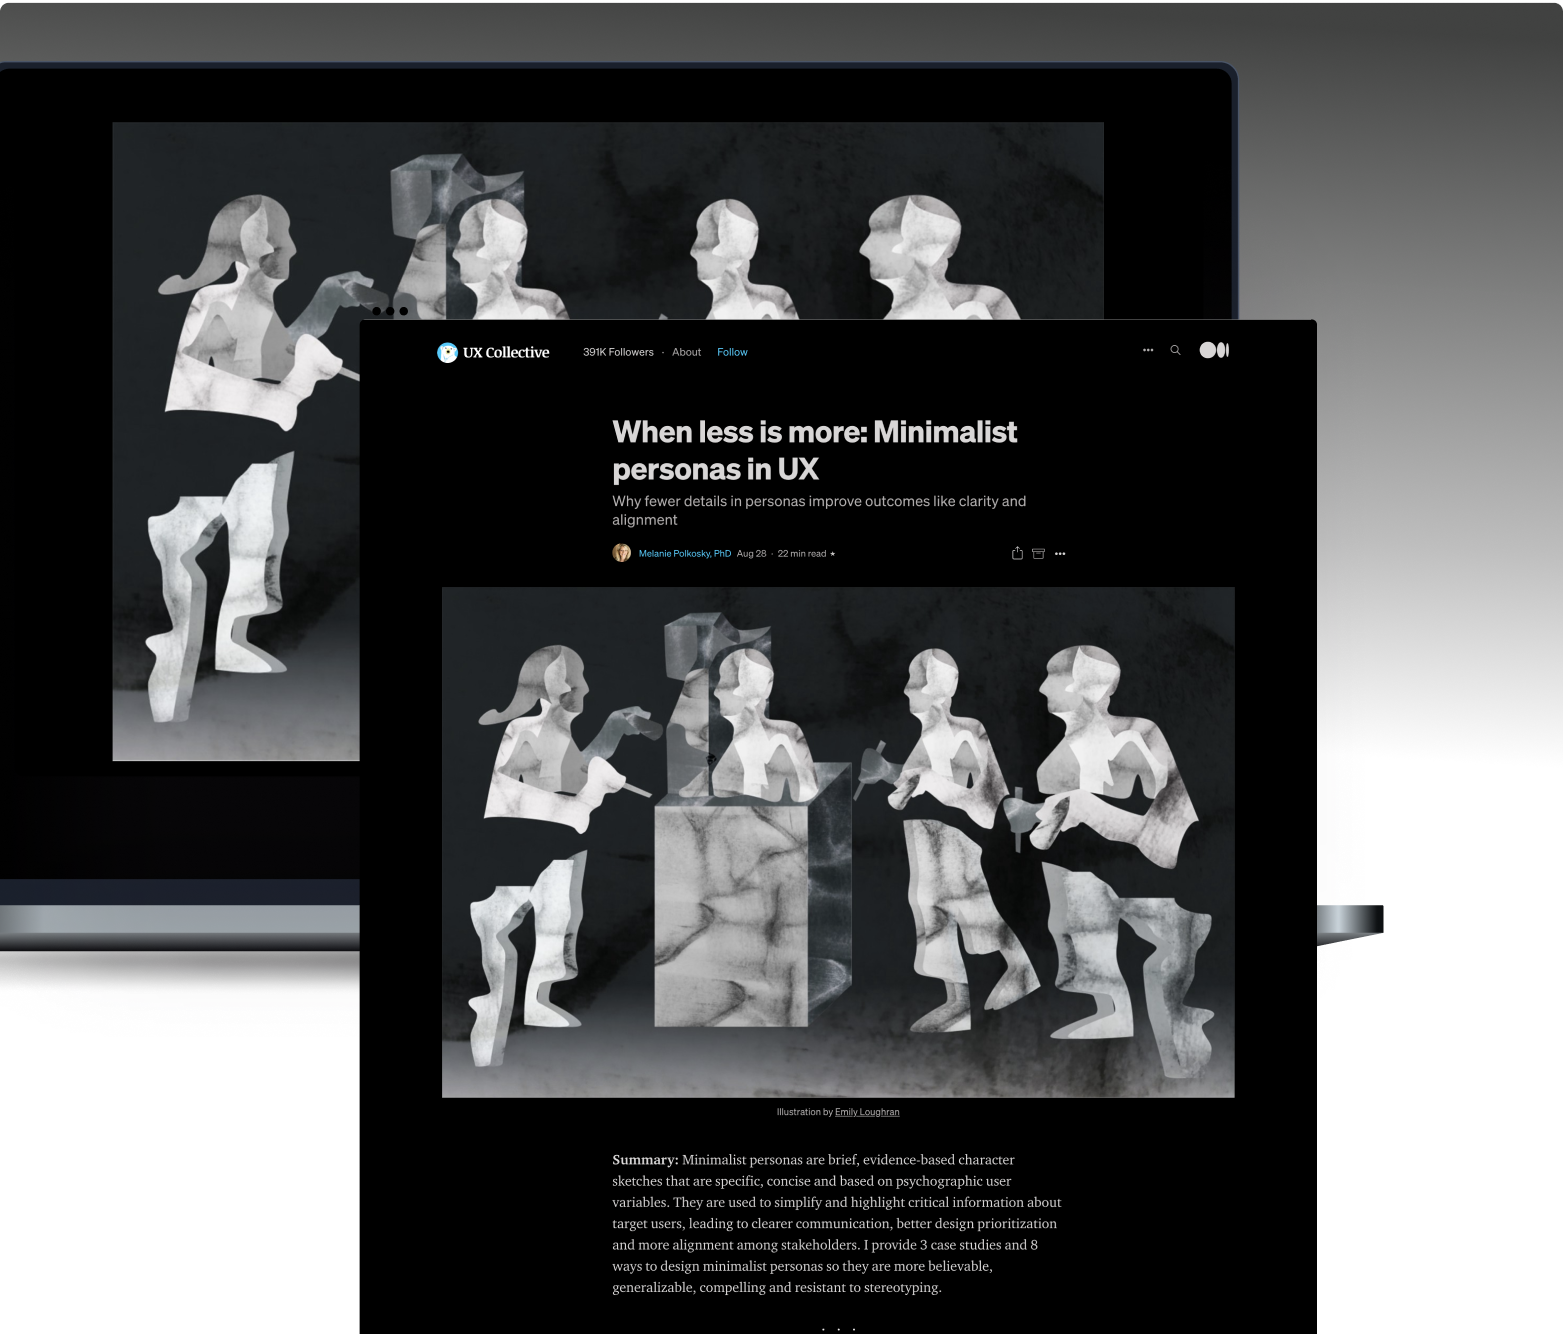 UX Collective
391K Followers · About Follow
When less is more: Minimalist
personas in UX
Why fewer details in personas improve outcomes like clarity and
alignment
Melanie Polkosky, PhD Aug 28 · 22 min read ★
Illustration by Emily Loughran
Summary: Minimalist personas are brief, evidence-based character
sketches that are specific, concise and based on psychographic user
variables. They are used to simplify and highlight critical information about
target users, leading to clearer communication, better design prioritization
and more alignment among stakeholders. I provide 3 case studies and 8
ways to design minimalist personas so they are more believable,
generalizable, compelling and resistant to stereotyping.
· · ·